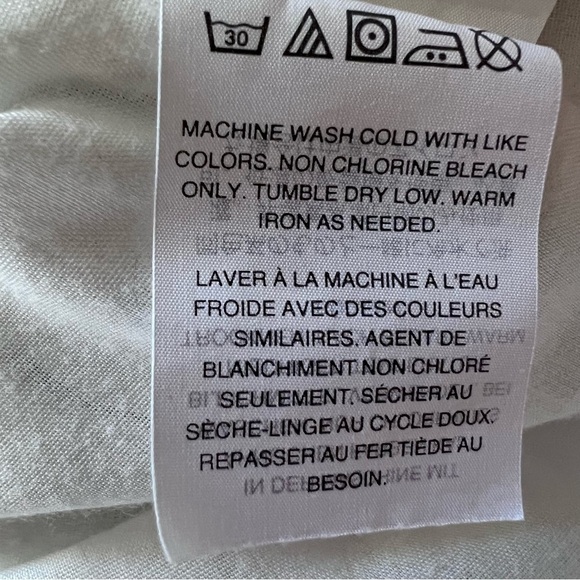 30
MACHINE WASH COLD WITH LIKE
COLORS. NON CHLORINE BLEACH
ONLY. TUMBLE DRY LOW. WARM
IRON AS NEEDED.
LAVER À LA MACHINE À L'EAU
FROIDE AVEC DES COULEURS
SIMILAIRES. AGENT DE
BLANCHIMENT NON CHLORÉ
SEULEMENT. SÉCHER AU
SÈCHE-LINGE AU CYCLE DOUX.
REPASSER AU FER TIÈDE AU
BESOIN.